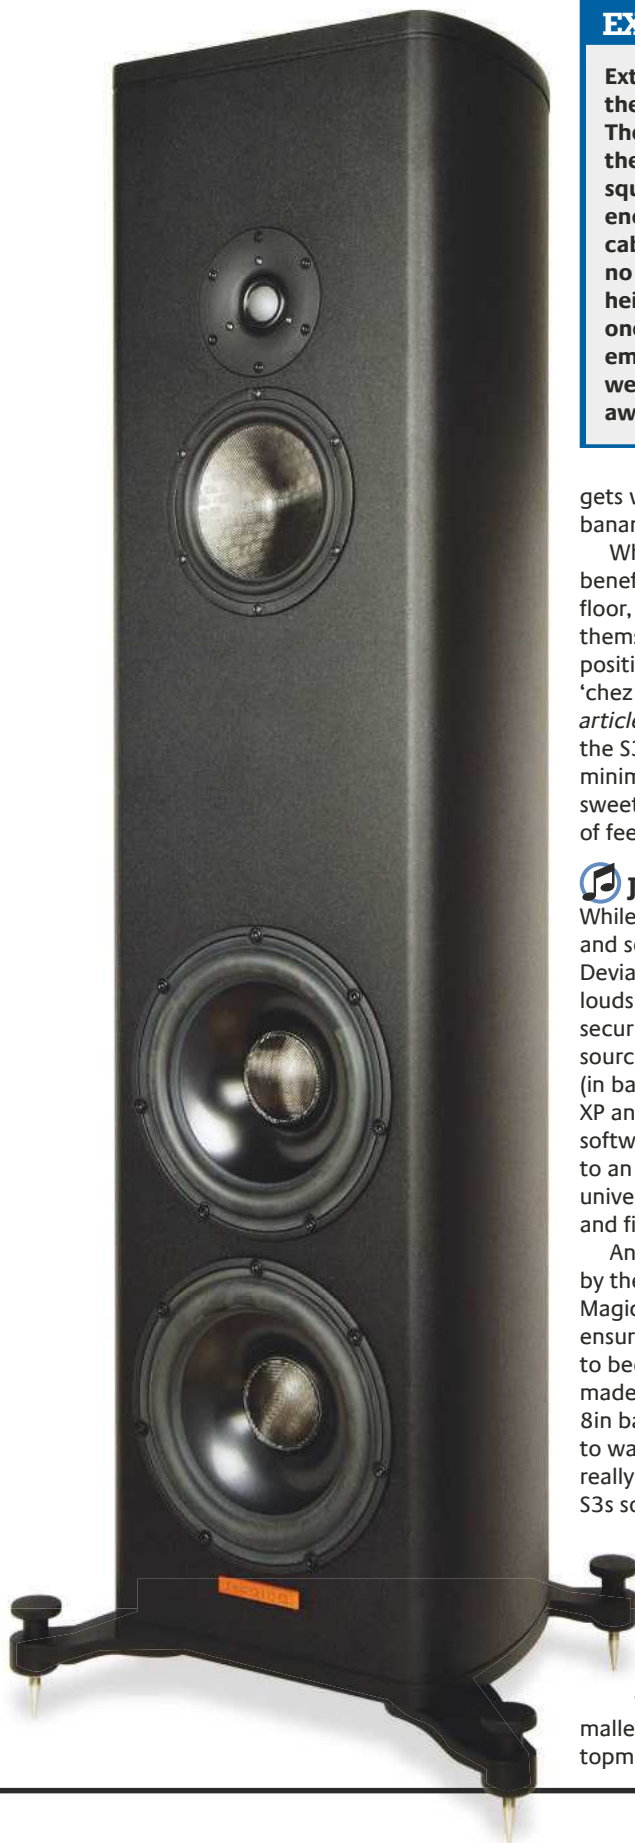 EX
Ext
the
The
the
squ
enc
cab
no
hei
one
em
we
aw
gets w
banan
Wh
benef
floor,
thems
positi
'chez
article
the S3
minim
sweet
of fee
J
While
and so
Devia
louds
secur
sourc
(in ba
XP an
softw
to an
unive
and fi
An
by the
Magic
ensur
to bec
made
8in ba
to wa
really
S3s so
malle
topm
MAGICO